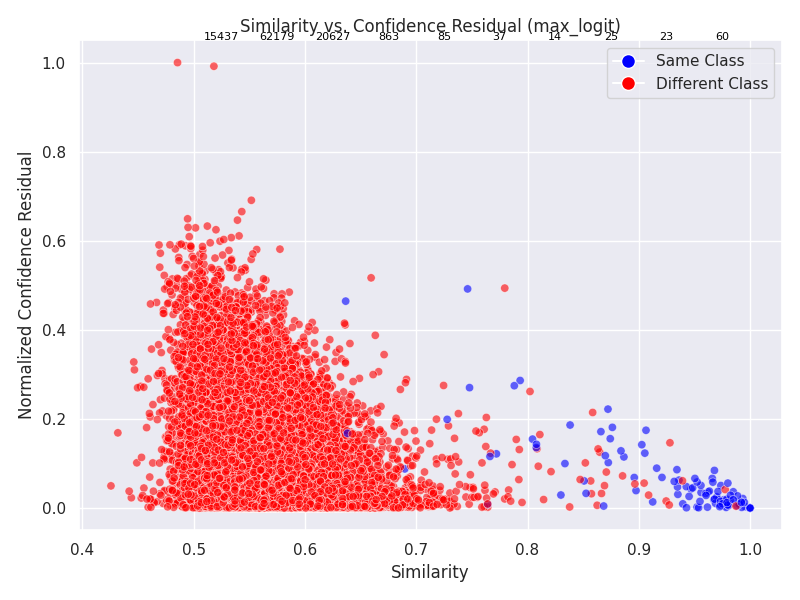 Similarity vs. Confidence Residual (max_logit)
15437 62179 20627 863 85 37 14 25 23 60
Same Class
Different Class
1.0
0.8
0.6
0.4
0.2
0.0
Normalized Confidence Residual
0.4 0.5 0.6 0.7 0.8 0.9 1.0
Similarity